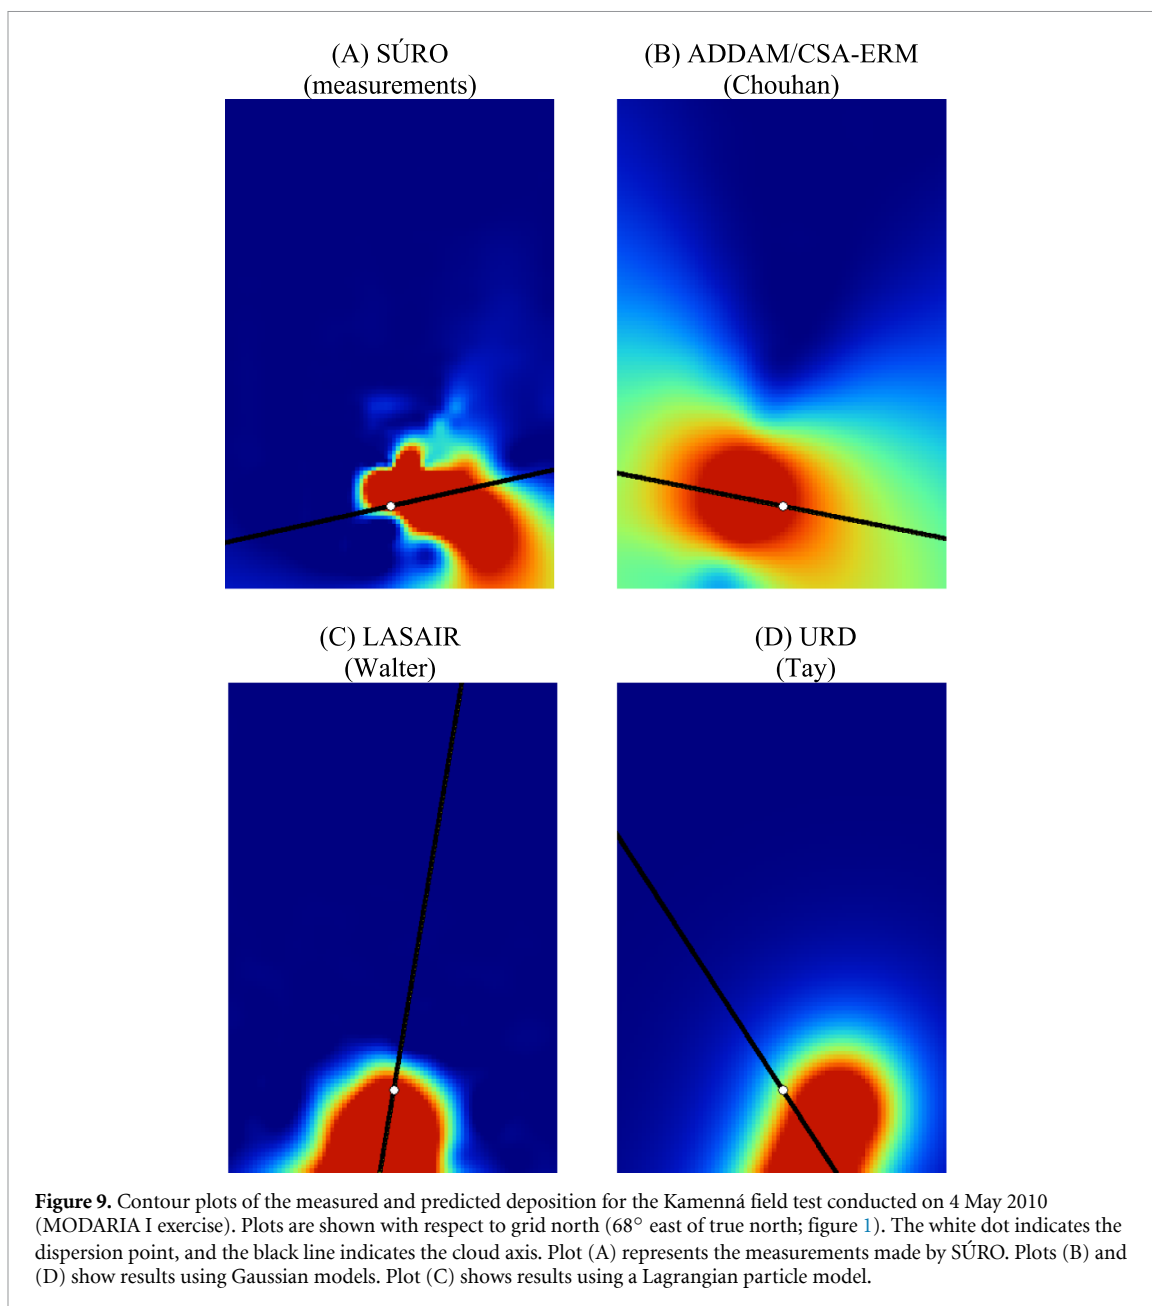 (A) SÚRO
(measurements)
(B) ADDAM/CSA-ERM
(Chouhan)
(C) LASAIR
(Walter)
(D) URD
(Tay)
Figure 9. Contour plots of the measured and predicted deposition for the Kamenná field test conducted on 4 May 2010
(MODARIA I exercise). Plots are shown with respect to grid north (68° east of true north; figure 1). The white dot indicates the
dispersion point, and the black line indicates the cloud axis. Plot (A) represents the measurements made by SÚRO. Plots (B) and
(D) show results using Gaussian models. Plot (C) shows results using a Lagrangian particle model.